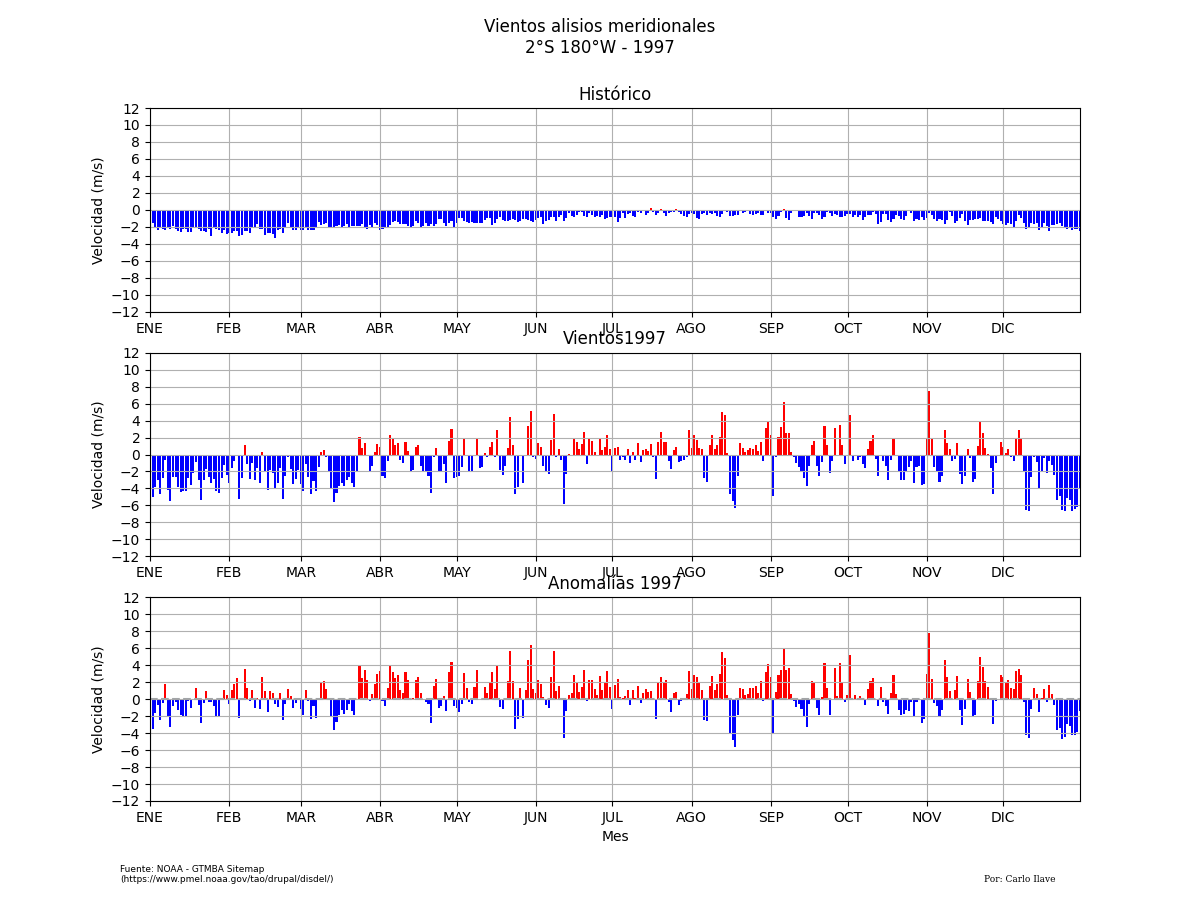 Vientos alisios meridionales
2°S 180°W - 1997
Histórico
12
10
8
6
4
2
0
−2
−4
−6
−8
−10
−12
Velocidad (m/s)
ENE FEB MAR ABR MAY JUN JUL AGO SEP OCT NOV DIC
Vientos1997
12
10
8
6
4
2
0
−2
−4
−6
−8
−10
−12
Velocidad (m/s)
ENE FEB MAR ABR MAY JUN JUL AGO SEP OCT NOV DIC
Anomalías 1997
12
10
8
6
4
2
0
−2
−4
−6
−8
−10
−12
Velocidad (m/s)
ENE FEB MAR ABR MAY JUN JUL AGO SEP OCT NOV DIC
Mes
Fuente: NOAA - GTMBA Sitemap
(https://www.pmel.noaa.gov/tao/drupal/disdel/)
Por: Carlo Ilave